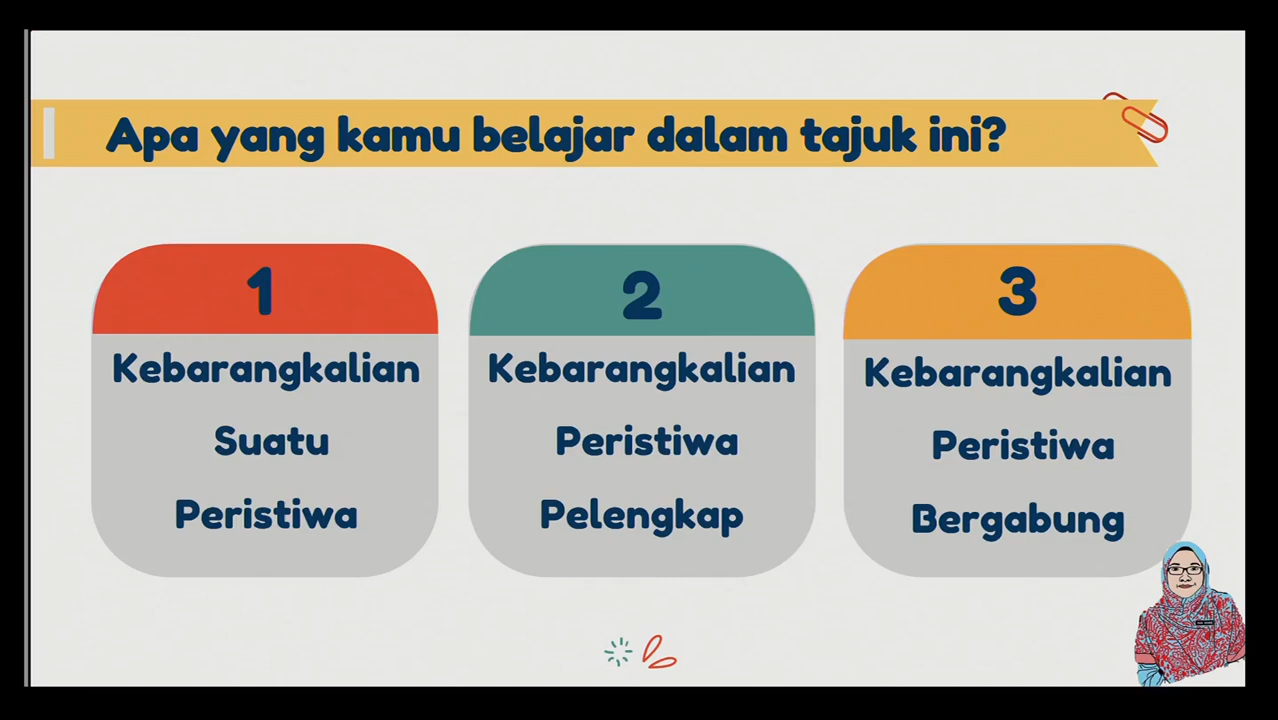 Apa yang kamu belajar dalam tajuk ini?
1
Kebarangkalian
Suatu
Peristiwa
2
Kebarangkalian
Peristiwa
Pelengkap
3
Kebarangkalian
Peristiwa
Bergabung